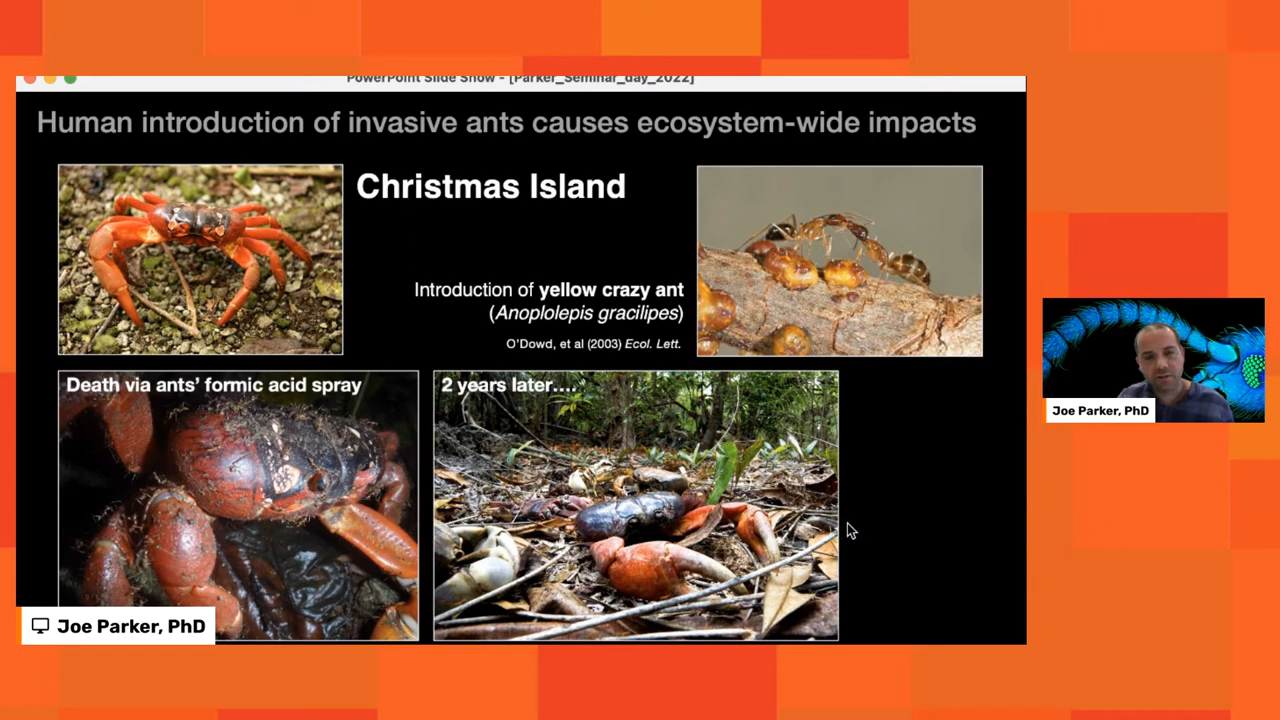 PowerPoint Slide Show - [Parker_Seminar_day_2022]
Human introduction of invasive ants causes ecosystem-wide impacts
Christmas Island
Introduction of yellow crazy ant
(Anoplolepis gracilipes)
O'Dowd, et al (2003) Ecol. Lett.
Death via ants' formic acid spray
2 years later....
Joe Parker, PhD
Joe Parker, PhD